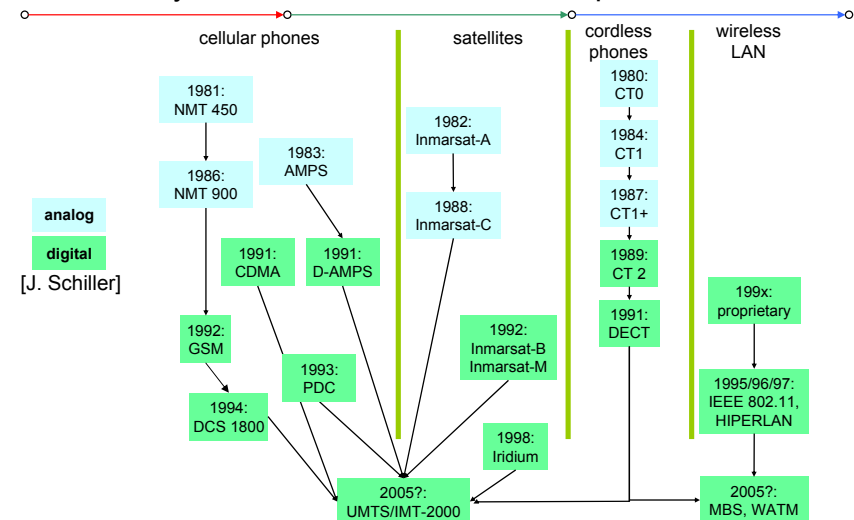 cellular phones
satellites
cordless
phones
wireless
LAN
1980:
CT0
1981:
NMT 450
1982:
Inmarsat-A
1984:
CT1
1983:
AMPS
1986:
NMT 900
1987:
CT1+
1988:
Inmarsat-C
analog
digital
[J. Schiller]
1991:
CDMA
1991:
D-AMPS
1989:
CT 2
199x:
proprietary
1991:
DECT
1992:
GSM
1992:
Inmarsat-B
Inmarsat-M
1993:
PDC
1995/96/97:
IEEE 802.11,
HIPERLAN
1994:
DCS 1800
1998:
Iridium
2005?:
UMTS/IMT-2000
2005?:
MBS, WATM